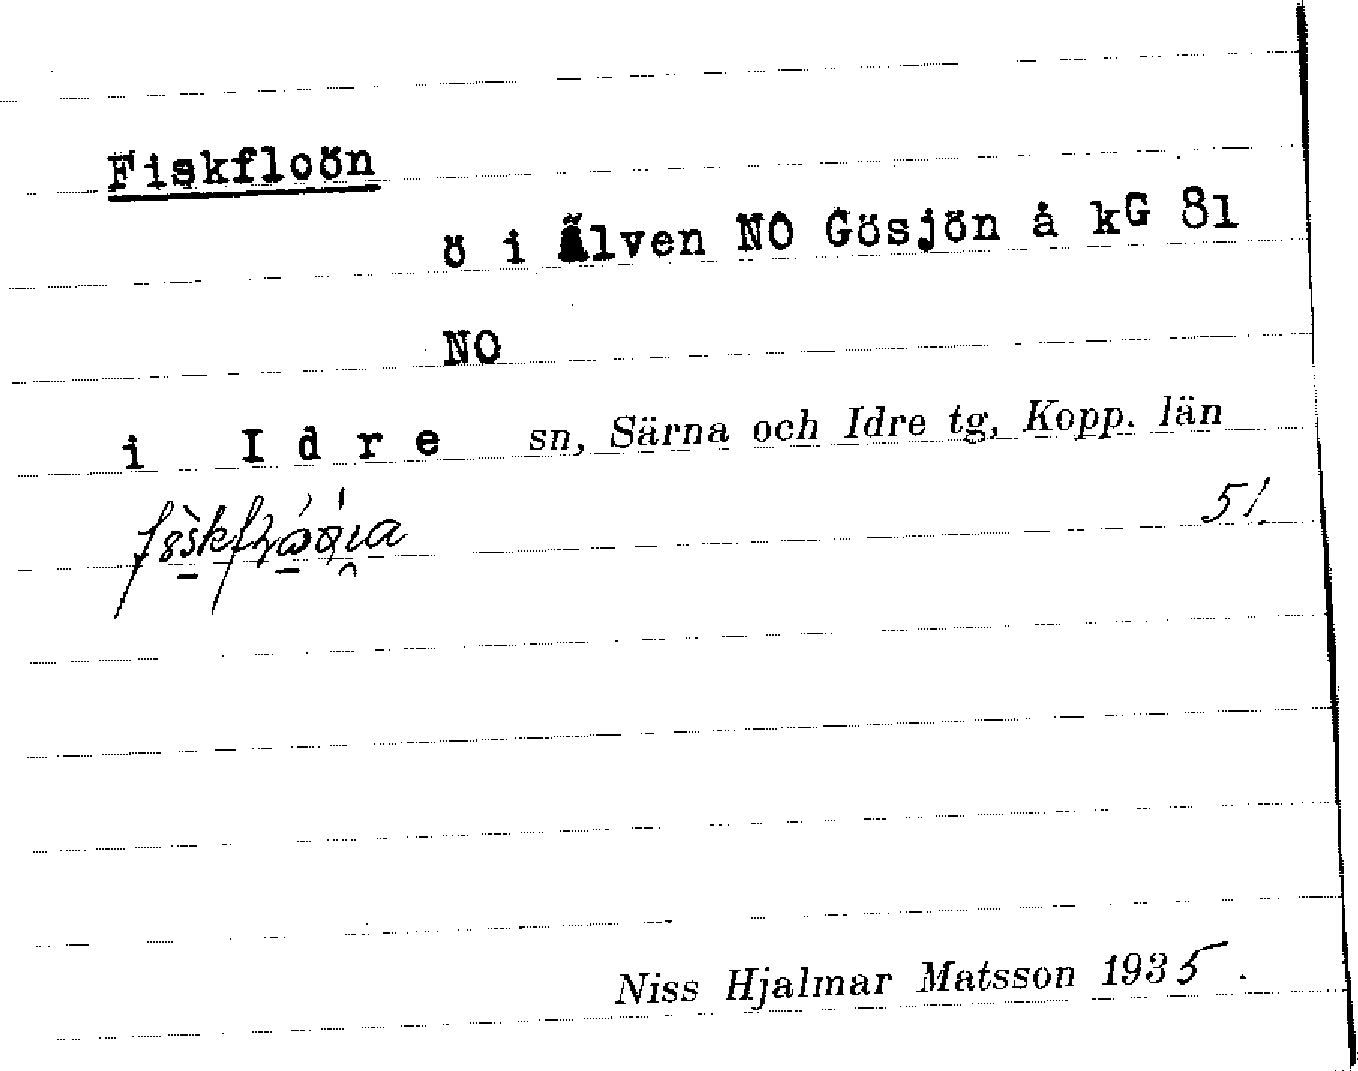 Fiskfloön
ö i Älven NO Gösjön å kG 81
NO
i Idre sn, Särna och Idre tg, Kopp. län
51.
Niss Hjalmar Matsson 1935.